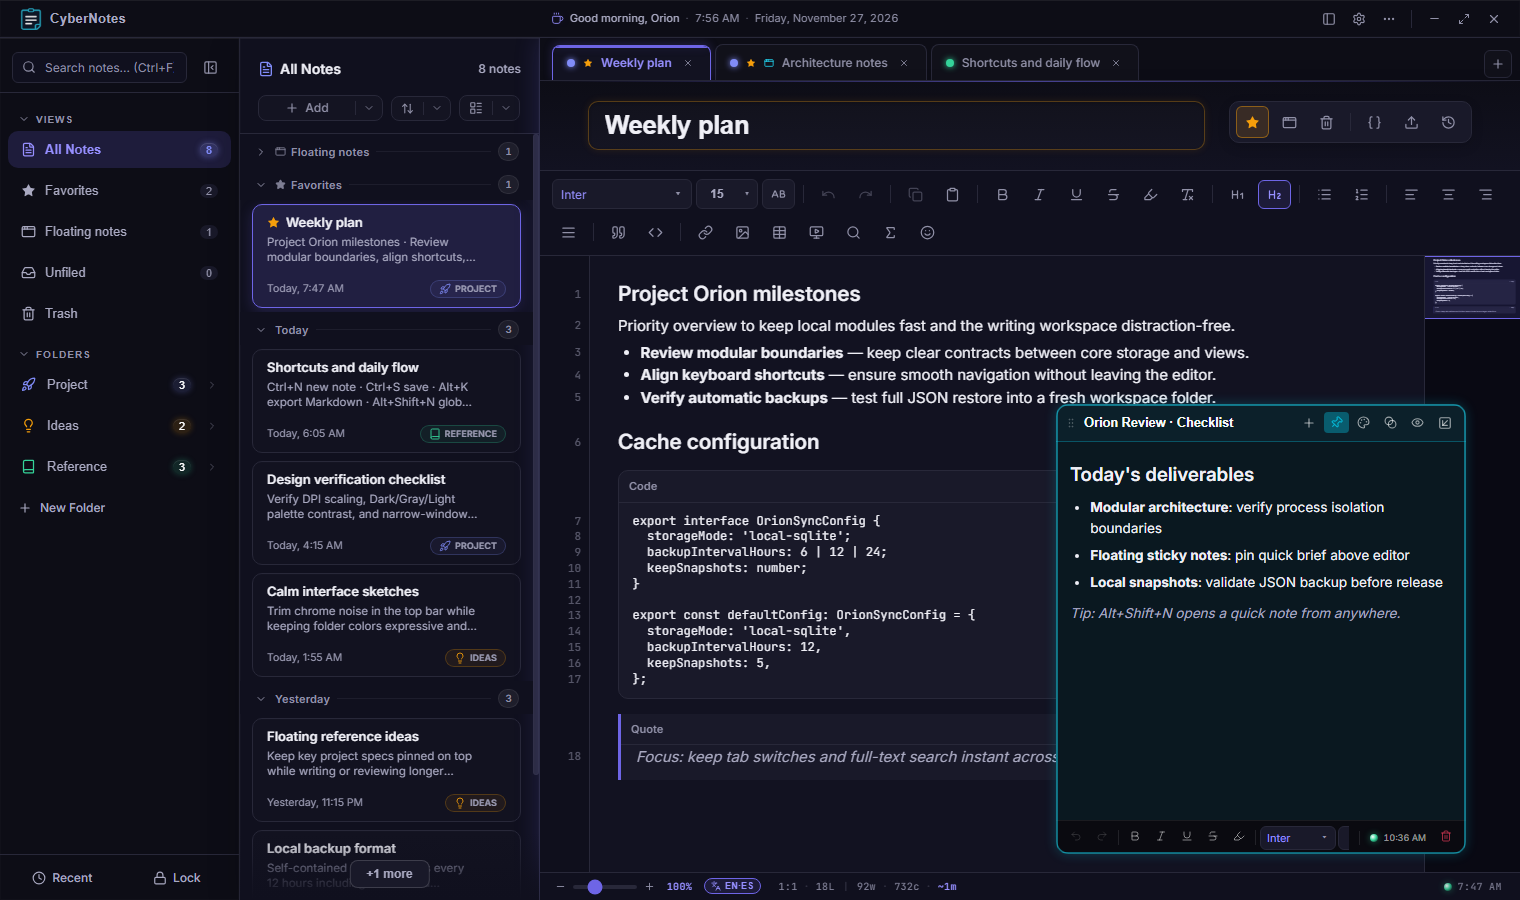 CyberNotes
Good morning, Orion · 7:56 AM · Friday, November 27, 2026
Search notes... (Ctrl+F
VIEWS
All Notes 8
Favorites 2
Floating notes 1
Unfiled 0
Trash
FOLDERS
Project 3
Ideas 2
Reference 3
New Folder
Recent
Lock
All Notes 8 notes
Add
Floating notes 1
Favorites 1
Weekly plan
Project Orion milestones · Review
modular boundaries, align shortcuts,...
Today, 7:47 AM PROJECT
Today 3
Shortcuts and daily flow
Ctrl+N new note · Ctrl+S save · Alt+K
export Markdown · Alt+Shift+N glob...
Today, 6:05 AM REFERENCE
Design verification checklist
Verify DPI scaling, Dark/Gray/Light
palette contrast, and narrow-window...
Today, 4:15 AM PROJECT
Calm interface sketches
Trim chrome noise in the top bar while
keeping folder colors expressive and...
Today, 1:55 AM IDEAS
Yesterday 3
Floating reference ideas
Keep key project specs pinned on top
while writing or reviewing longer...
Yesterday, 11:15 PM IDEAS
Local backup format
Self-contained every
12 hours
+1 more
Weekly plan
Architecture notes
Shortcuts and daily flow
Weekly plan
Inter 15 AB B I U S H1 H2
1 Project Orion milestones
2 Priority overview to keep local modules fast and the writing workspace distraction-free.
3 • Review modular boundaries — keep clear contracts between core storage and views.
4 • Align keyboard shortcuts — ensure smooth navigation without leaving the editor.
5 • Verify automatic backups — test full JSON restore into a fresh workspace folder.
6 Cache configuration
Code
7 export interface OrionSyncConfig {
8 storageMode: 'local-sqlite';
9 backupIntervalHours: 6 | 12 | 24;
10 keepSnapshots: number;
11 }
12
13 export const defaultConfig: OrionSyncConfig = {
14 storageMode: 'local-sqlite',
15 backupIntervalHours: 12,
16 keepSnapshots: 5,
17 };
Quote
18 Focus: keep tab switches and full-text search instant across
Orion Review · Checklist
Today's deliverables
• Modular architecture: verify process isolation
boundaries
• Floating sticky notes: pin quick brief above editor
• Local snapshots: validate JSON backup before release
Tip: Alt+Shift+N opens a quick note from anywhere.
B I U S Inter 10:36 AM
100% EN·ES 1:1 · 18L | 92w · 732c · ~1m
7:47 AM